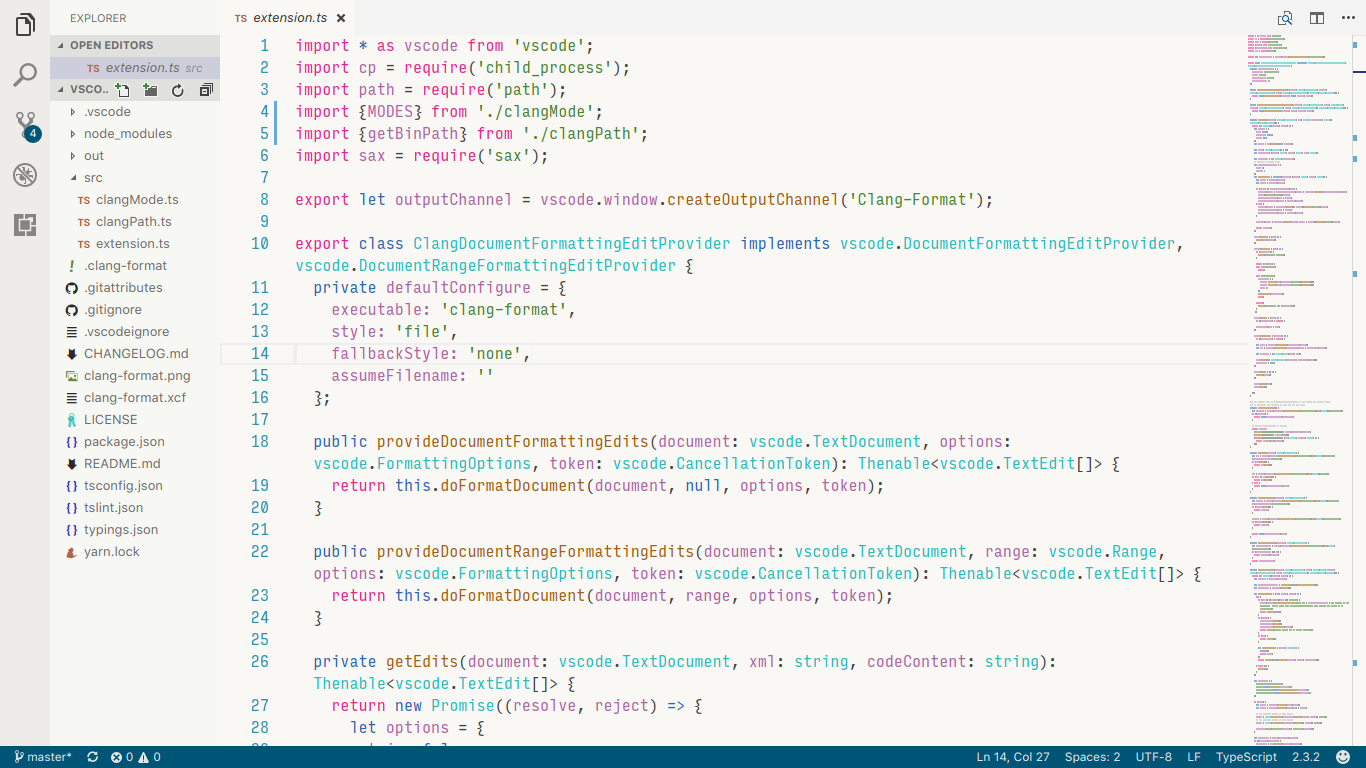 EXPLORER
OPEN EDITORS
TS extension.ts src
VSCO..
.vscode
node_modules
out
src
TS clangMode.ts
TS clangPath.ts
TS extension.ts
! .clang-format
.gitattributes
.gitignore
.vscodeignore
CHANGELOG.md
clang-format.png
clang-format.xcf
LICENSE
{} package.json
README.md
{} tsconfig.json
{} tslint.json
{} typings.json
yarn.lock
4
TS extension.ts ×
1 import * as vscode from 'vscode';
2 import cp = require('child_process');
3 import path = require('path')
4 import {MODES} from './clangMode';
5 import {getBinPath} from './clangPath';
6 import sax = require('sax');
7
8 export let outputChannel = vscode.window.createOutputChannel('Clang-Format');
9
10 export class ClangDocumentFormattingEditProvider implements vscode.DocumentFormattingEditProvider,
vscode.DocumentRangeFormattingEditProvider {
11 private defaultConfigure =
12 executable: 'clang-format',
13 style: 'file',
14 fallbackStyle: 'none',
15 assumeFilename: ''
16 };
17
18 public provideDocumentFormattingEdits(document: vscode.TextDocument, options:
vscode.FormattingOptions, token: vscode.CancellationToken): Thenable<vscode.TextEdit[]> {
19 return this.doFormatDocument(document, null, options, token);
20 }
21
22 public provideDocumentRangeFormattingEdits(document: vscode.TextDocument, range: vscode.Range,
options: vscode.FormattingOptions, token: vscode.CancellationToken): Thenable<vscode.TextEdit[]> {
23 return this.doFormatDocument(document, range, options, token);
24 }
25
26 private getEdits(document: vscode.TextDocument, xml: string, codeContent: string):
Thenable<vscode.TextEdit[]> {
27 return new Promise((resolve, reject) => {
28 let options = {
master* 0 0 Ln 14, Col 27 Spaces: 2 UTF-8 LF TypeScript 2.3.2